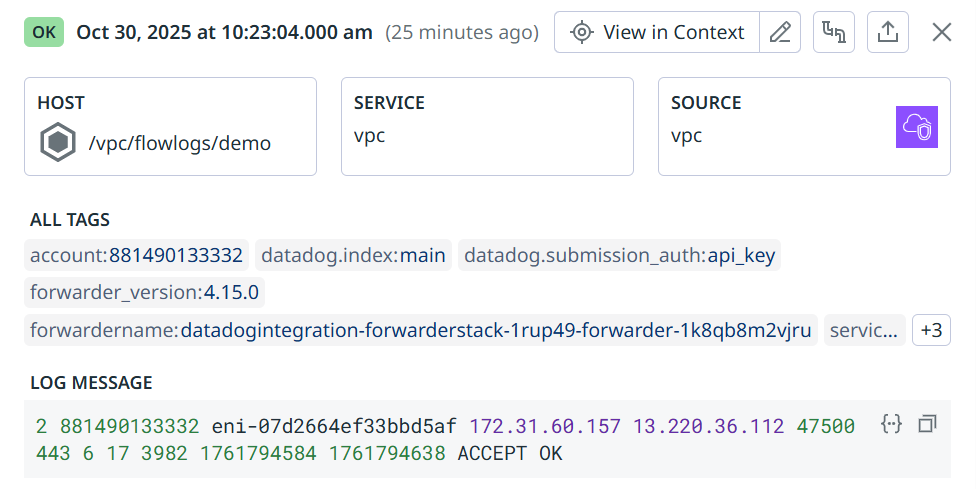 OK Oct 30, 2025 at 10:23:04.000 am (25 minutes ago) View in Context
HOST SERVICE SOURCE
/vpc/flowlogs/demo vpc vpc
ALL TAGS
account:881490133332 datadog.index:main datadog.submission_auth:api_key
forwarder_version:4.15.0
forwardername:datadogintegration-forwarderstack-1rup49-forwarder-1k8qb8m2vjru servic... +3
LOG MESSAGE
2 881490133332 eni-07d2664ef33bbd5af 172.31.60.157 13.220.36.112 47500
443 6 17 3982 1761794584 1761794638 ACCEPT OK